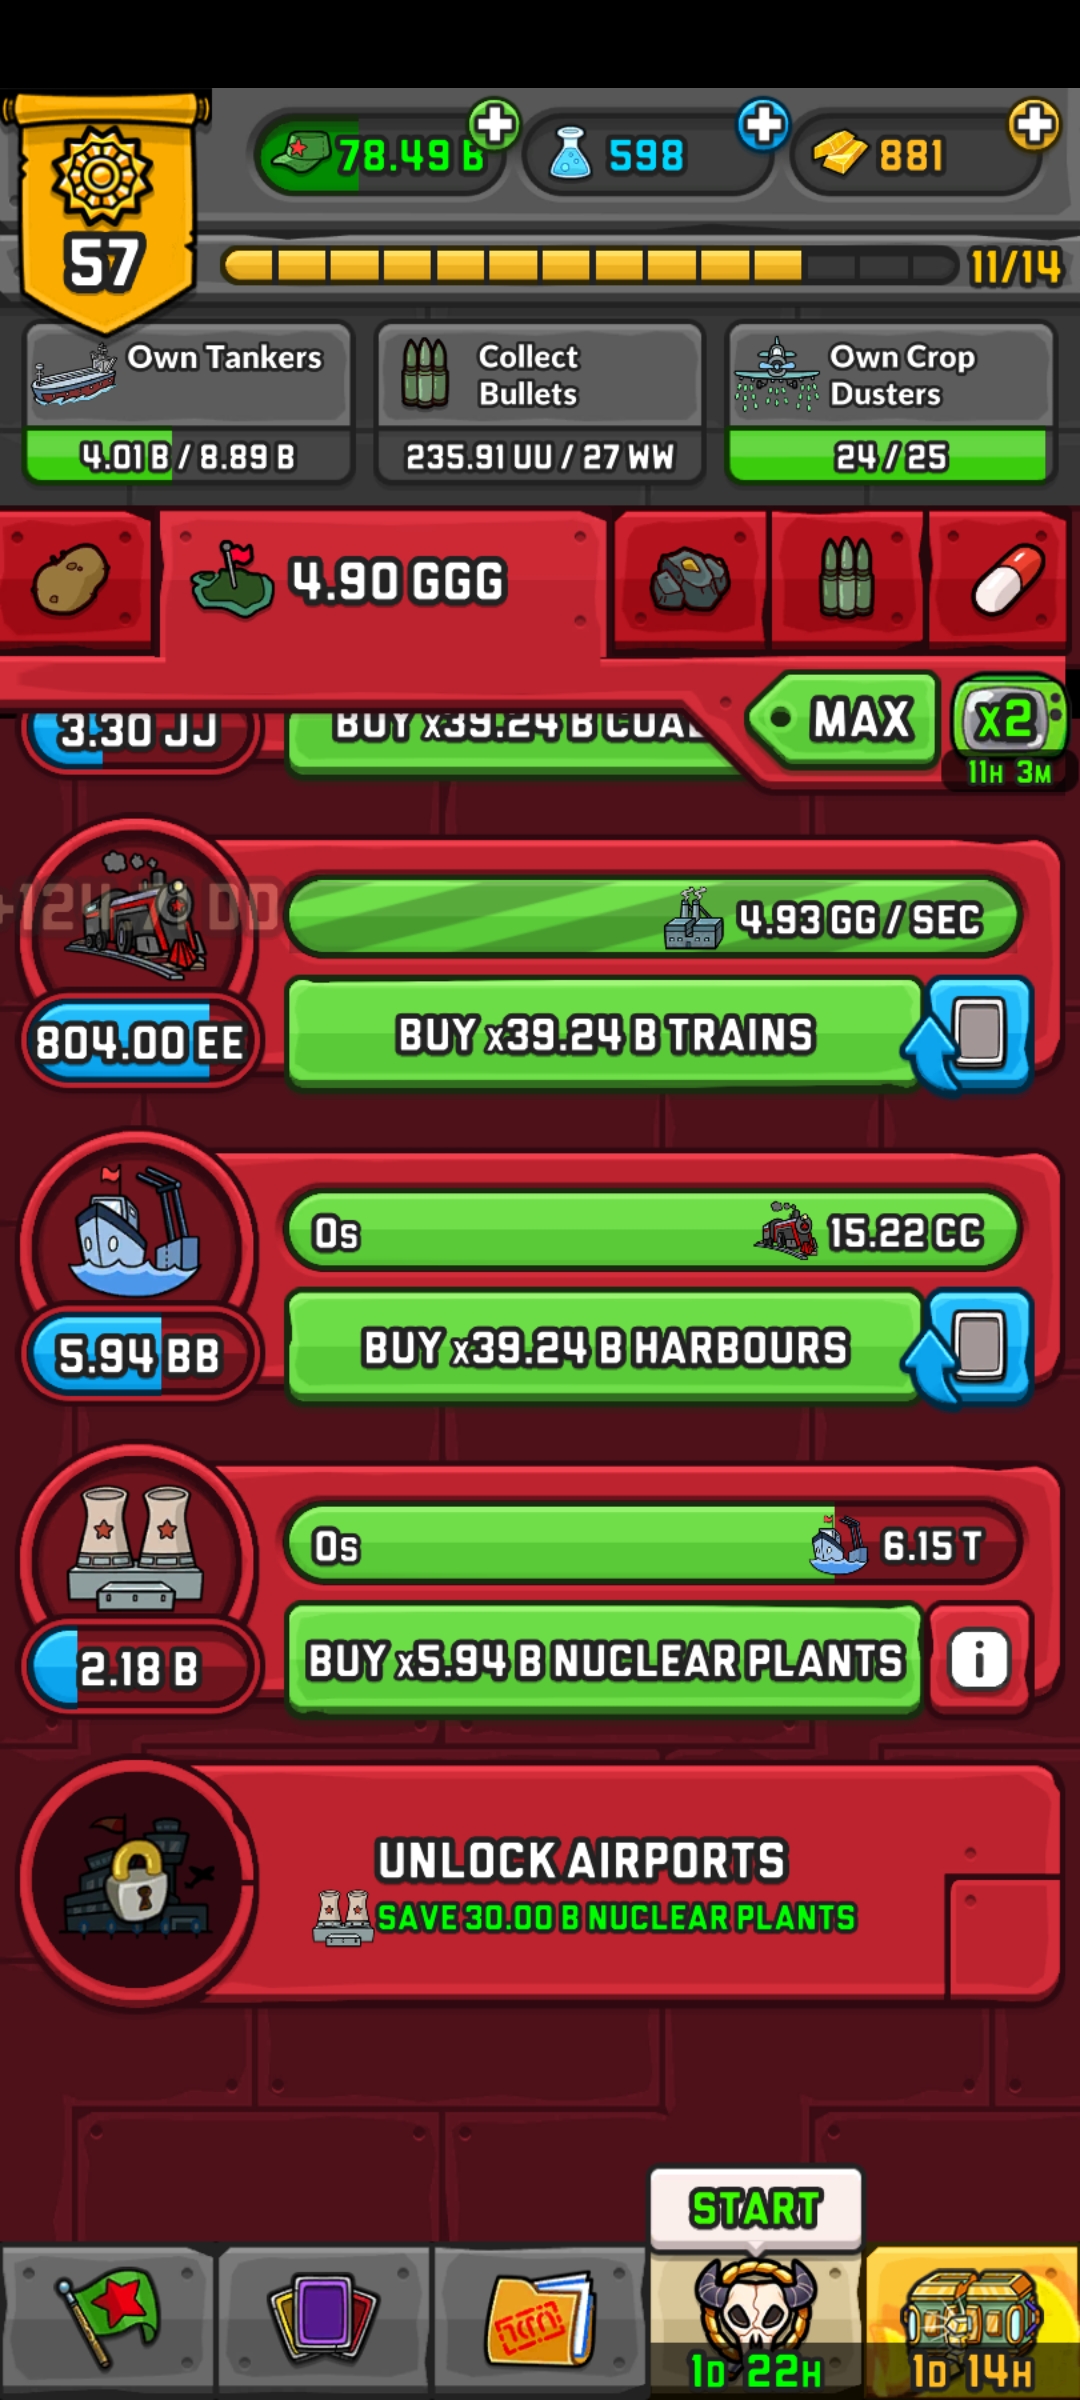 78.49 B
598
881
57
11/14
Own Tankers
4.01 B / 8.89 B
Collect
Bullets
235.91 UU / 27 WW
Own Crop
Dusters
24 / 25
4.90 GGG
MAX
x2
11H 3M
3.30 JJ
BUY x39.24 B COAL
4.93 GG / SEC
804.00 EE
BUY x39.24 B TRAINS
0s
15.22 CC
5.94 BB
BUY x39.24 B HARBOURS
0s
6.15 T
2.18 B
BUY x5.94 B NUCLEAR PLANTS
i
UNLOCK AIRPORTS
SAVE 30.00 B NUCLEAR PLANTS
START
1D 22H
1D 14H